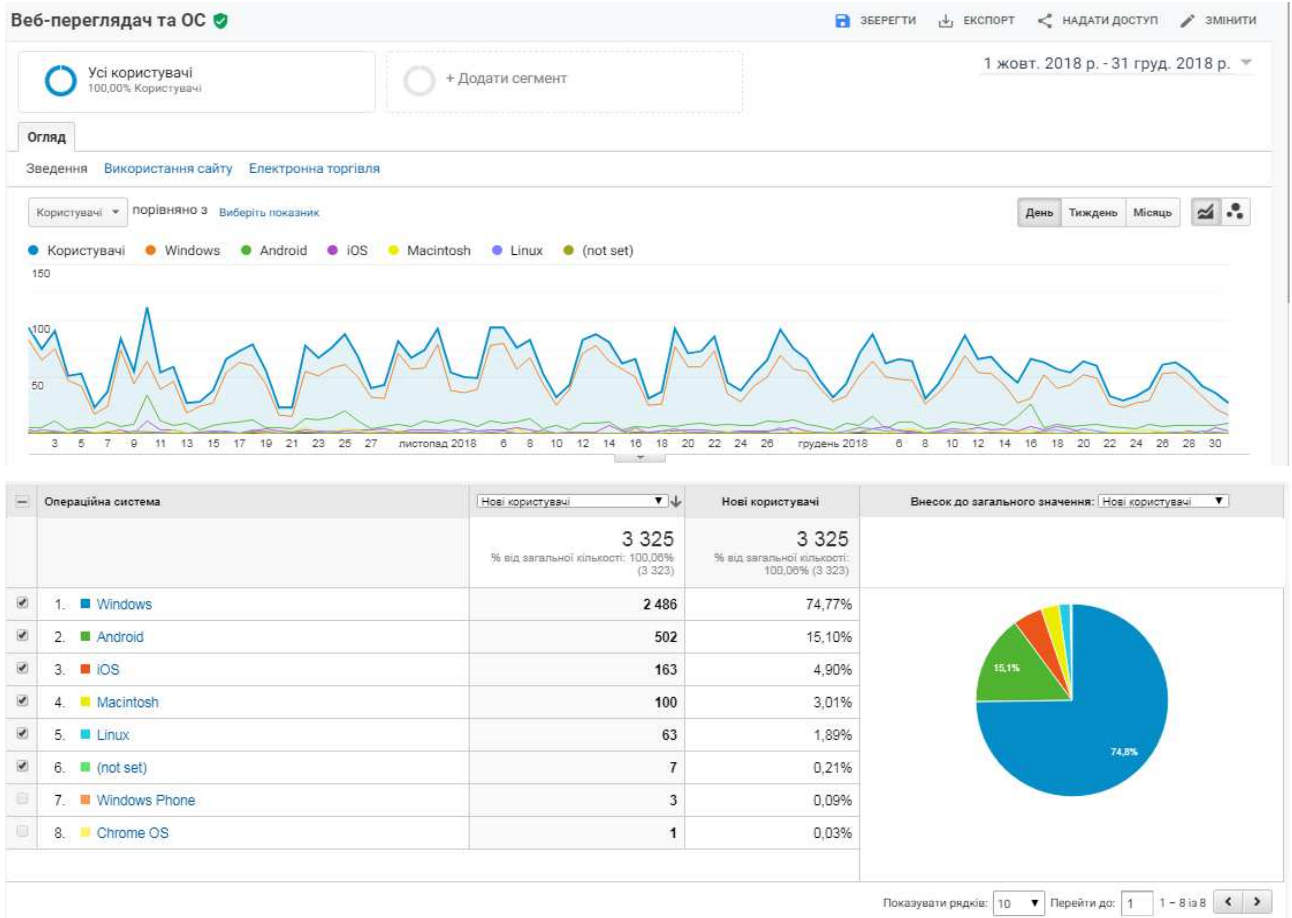 Веб-переглядач та ОС
ЗБЕРЕГТИ ЕКСПОРТ НАДАТИ ДОСТУП ЗМІНИТИ
Усі користувачі
100,00% Користувачі
+ Додати сегмент
1 жовт. 2018 р. - 31 груд. 2018 р.
Огляд
Зведення Використання сайту Електронна торгівля
Користувачі порівняно з Виберіть показник
День Тиждень Місяць
Користувачі Windows Android iOS Macintosh Linux (not set)
150
100
50
3 5 7 9 11 13 15 17 19 21 23 25 27 листопад 2018 6 8 10 12 14 16 18 20 22 24 26 грудень 2018 6 8 10 12 14 16 18 20 22 24 26 28 30
Операційна система Нові користувачі Нові користувачі Внесок до загального значення: Нові користувачі
3 325 3 325
% від загальної кількості: 100,06% % від загальної кількості:
(3 323) 100,06% (3 323)
1. Windows 2 486 74,77%
2. Android 502 15,10%
3. iOS 163 4,90%
4. Macintosh 100 3,01%
5. Linux 63 1,89%
6. (not set) 7 0,21%
7. Windows Phone 3 0,09%
8. Chrome OS 1 0,03%
15,1%
74,8%
Показувати рядків: 10 Перейти до: 1 1 – 8 із 8